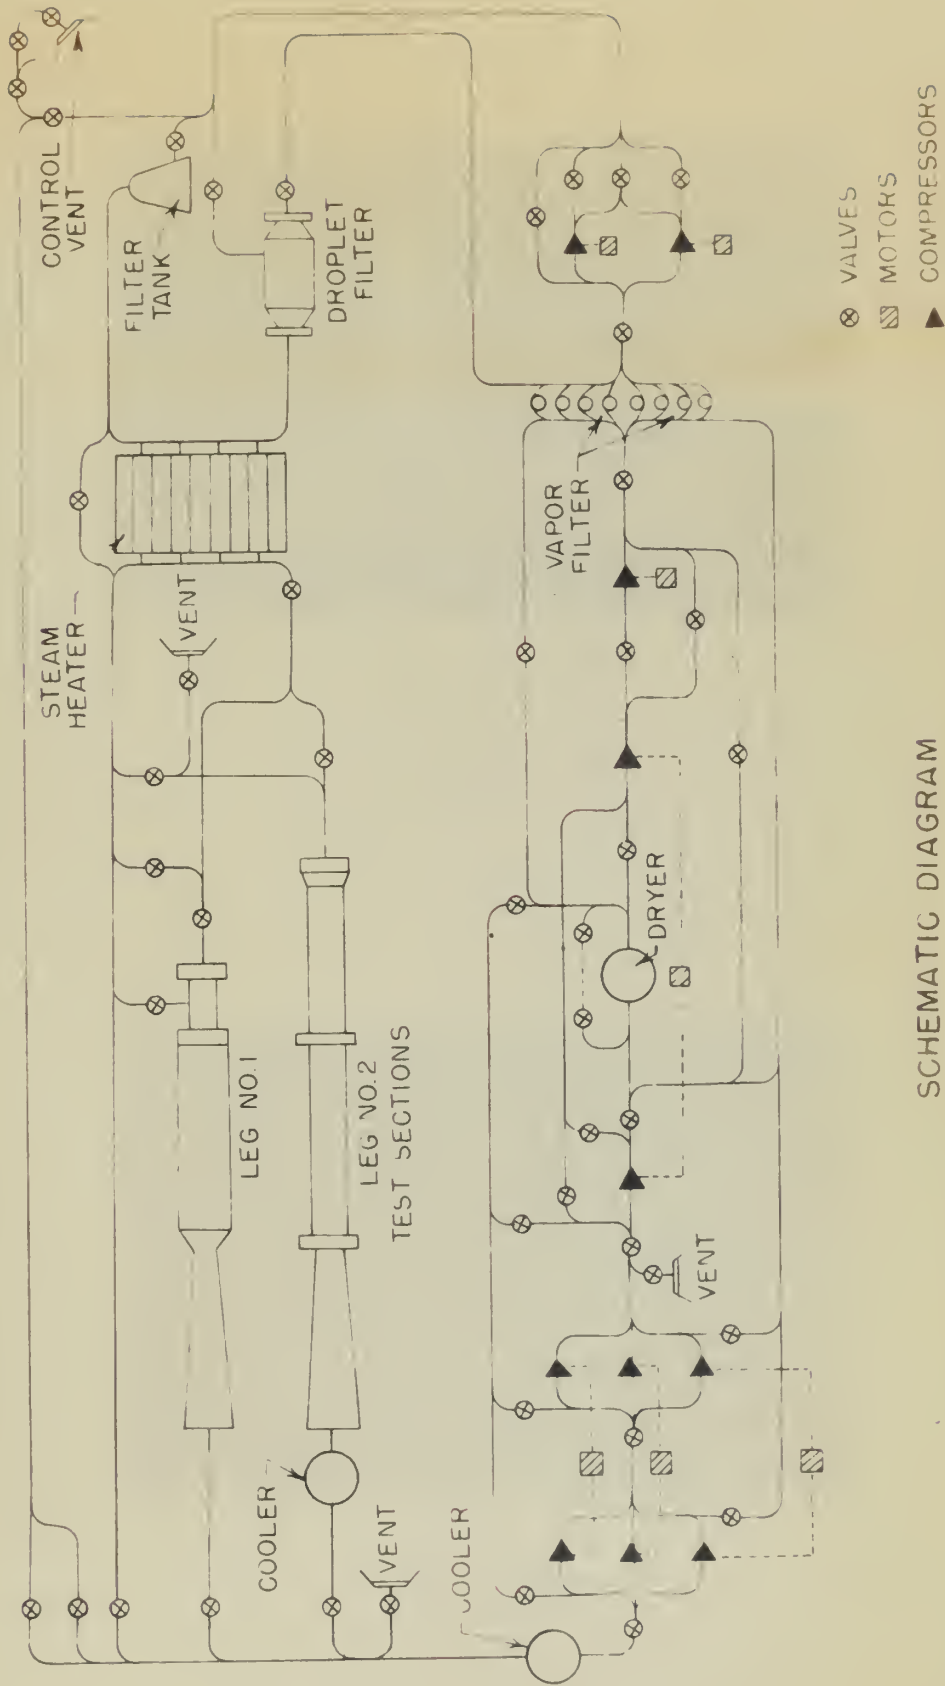 CONTROL
VENT
FILTER
TANK
DROPLET
FILTER
STEAM
HEATER
VENT
LEG NO.1
LEG NO.2
TEST SECTIONS
COOLER
VENT
COOLER
VAPOR
FILTER
DRYER
VENT
VALVES
MOTORS
COMPRESSORS
SCHEMATIC DIAGRAM